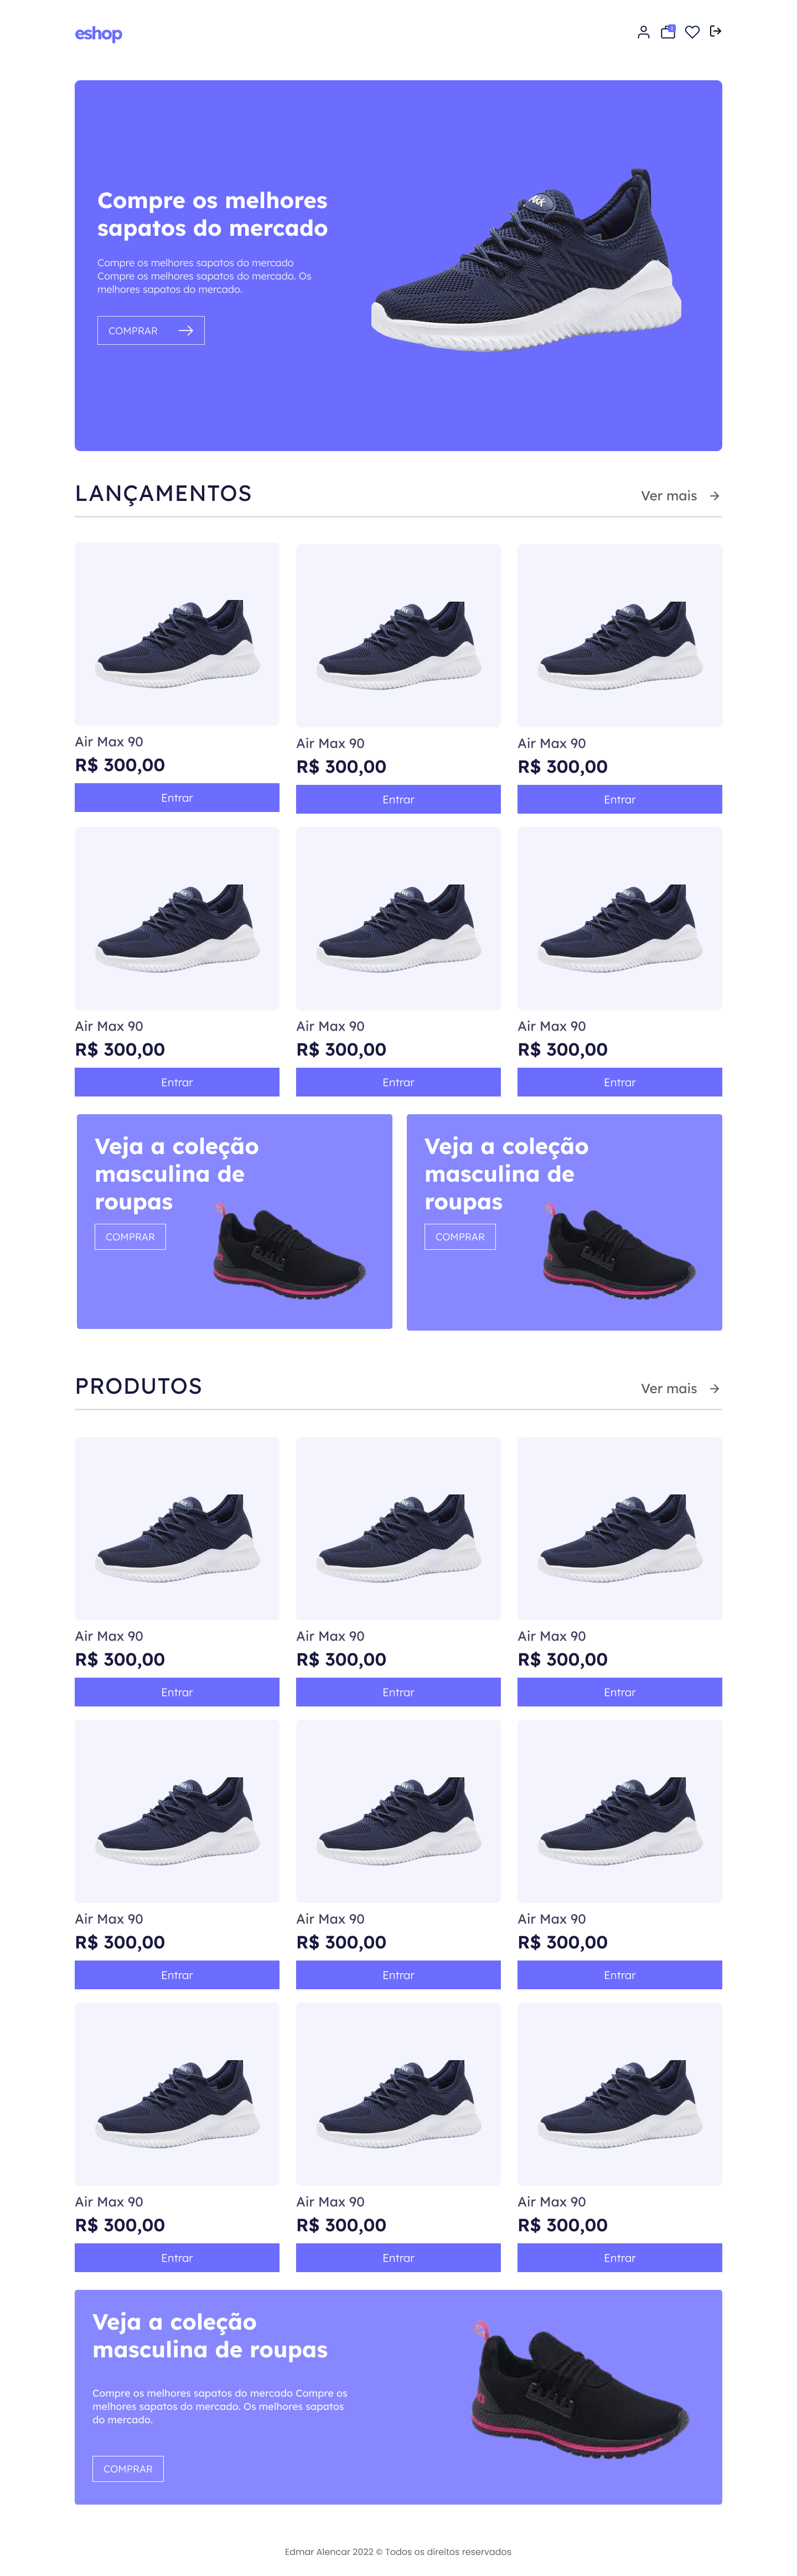 eshop
Compre os melhores
sapatos do mercado
Compre os melhores sapatos do mercado
Compre os melhores sapatos do mercado. Os
melhores sapatos do mercado.
COMPRAR
LANÇAMENTOS
Ver mais
Air Max 90
Air Max 90
Air Max 90
R$ 300,00
R$ 300,00
R$ 300,00
Entrar
Entrar
Entrar
Air Max 90
Air Max 90
Air Max 90
R$ 300,00
R$ 300,00
R$ 300,00
Entrar
Entrar
Entrar
Veja a coleção
masculina de
roupas
COMPRAR
Veja a coleção
masculina de
roupas
COMPRAR
PRODUTOS
Ver mais
Air Max 90
Air Max 90
Air Max 90
R$ 300,00
R$ 300,00
R$ 300,00
Entrar
Entrar
Entrar
Air Max 90
Air Max 90
Air Max 90
R$ 300,00
R$ 300,00
R$ 300,00
Entrar
Entrar
Entrar
Air Max 90
Air Max 90
Air Max 90
R$ 300,00
R$ 300,00
R$ 300,00
Entrar
Entrar
Entrar
Veja a coleção
masculina de roupas
Compre os melhores sapatos do mercado Compre os
melhores sapatos do mercado. Os melhores sapatos
do mercado.
COMPRAR
Edmar Alencar 2022 © Todos os direitos reservados